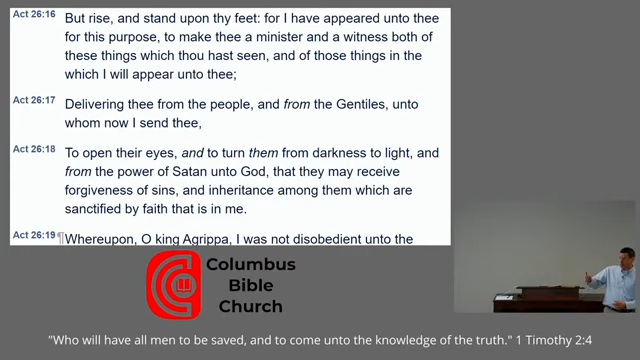 Act 26:16 But rise, and stand upon thy feet: for I have appeared unto thee
for this purpose, to make thee a minister and a witness both of
these things which thou hast seen, and of those things in the
which I will appear unto thee;
Act 26:17 Delivering thee from the people, and from the Gentiles, unto
whom now I send thee,
Act 26:18 To open their eyes, and to turn them from darkness to light, and
from the power of Satan unto God, that they may receive
forgiveness of sins, and inheritance among them which are
sanctified by faith that is in me.
Act 26:19 ¶Whereupon, O king Agrippa, I was not disobedient unto the
Columbus
Bible
Church
"Who will have all men to be saved, and to come unto the knowledge of the truth." 1 Timothy 2:4